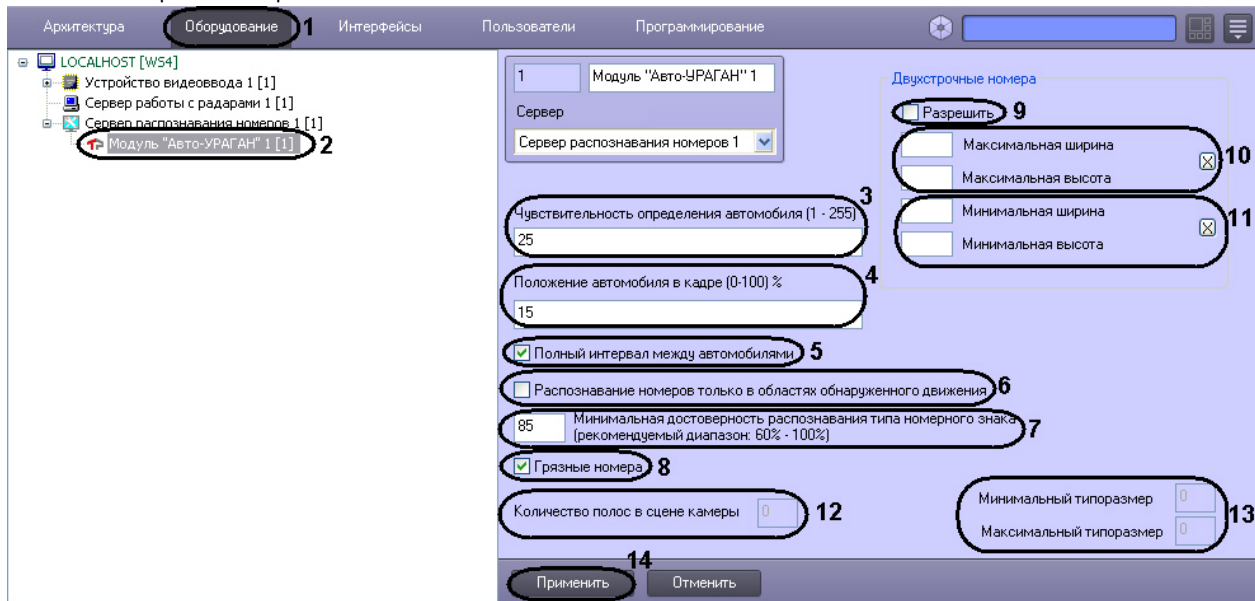 Архитектура Оборудование 1 Интерфейсы Пользователи Программирование
LOCALHOST [WS4]
Устройство видеоввода 1 [1]
Сервер работы с радарами 1 [1]
Сервер распознавания номеров 1 [1]
Модуль "Авто-УРАГАН" 1 [1] 2
1 Модуль "Авто-УРАГАН" 1
Сервер
Сервер распознавания номеров 1
3
Чувствительность определения автомобиля (1 - 255)
25
Положение автомобиля в кадре (0-100) % 4
15
Полный интервал между автомобилями 5
Распознавание номеров только в областях обнаруженного движения 6
85 Минимальная достоверность распознавания типа номерного знака
(рекомендуемый диапазон: 60% - 100%) 7
Грязные номера 8
Количество полос в сцене камеры 0 12
Двухстрочные номера
Разрешить 9
Максимальная ширина
10
Максимальная высота
Минимальная ширина
11
Минимальная высота
Минимальный типоразмер 0
13
Максимальный типоразмер 0
14
Применить Отменить